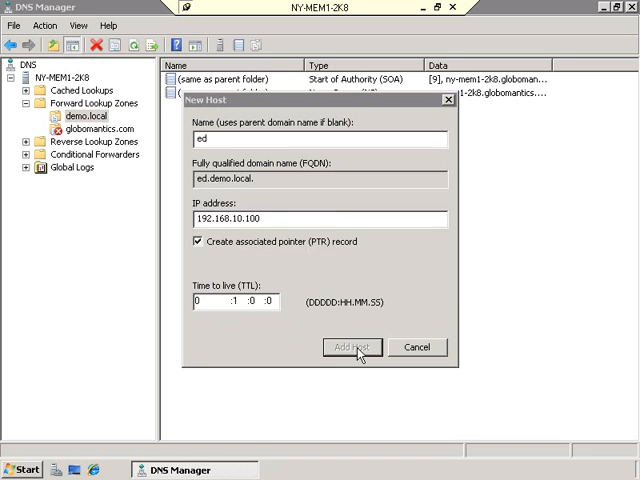 DNS Manager
NY-MEM1-2K8
File Action View Help
DNS
NY-MEM1-2K8
Cached Lookups
Forward Lookup Zones
demo.local
globomantics.com
Reverse Lookup Zones
Conditional Forwarders
Global Logs
Name Type Data
(same as parent folder) Start of Authority (SOA) [9], ny-mem1-2k8.globoman...
1-2k8.globomantics....
New Host
Name (uses parent domain name if blank):
ed
Fully qualified domain name (FQDN):
ed.demo.local.
IP address:
192.168.10.100
Create associated pointer (PTR) record
Time to live (TTL):
0 :1 :0 :0 (DDDDD:HH.MM.SS)
Add Host Cancel
Start DNS Manager